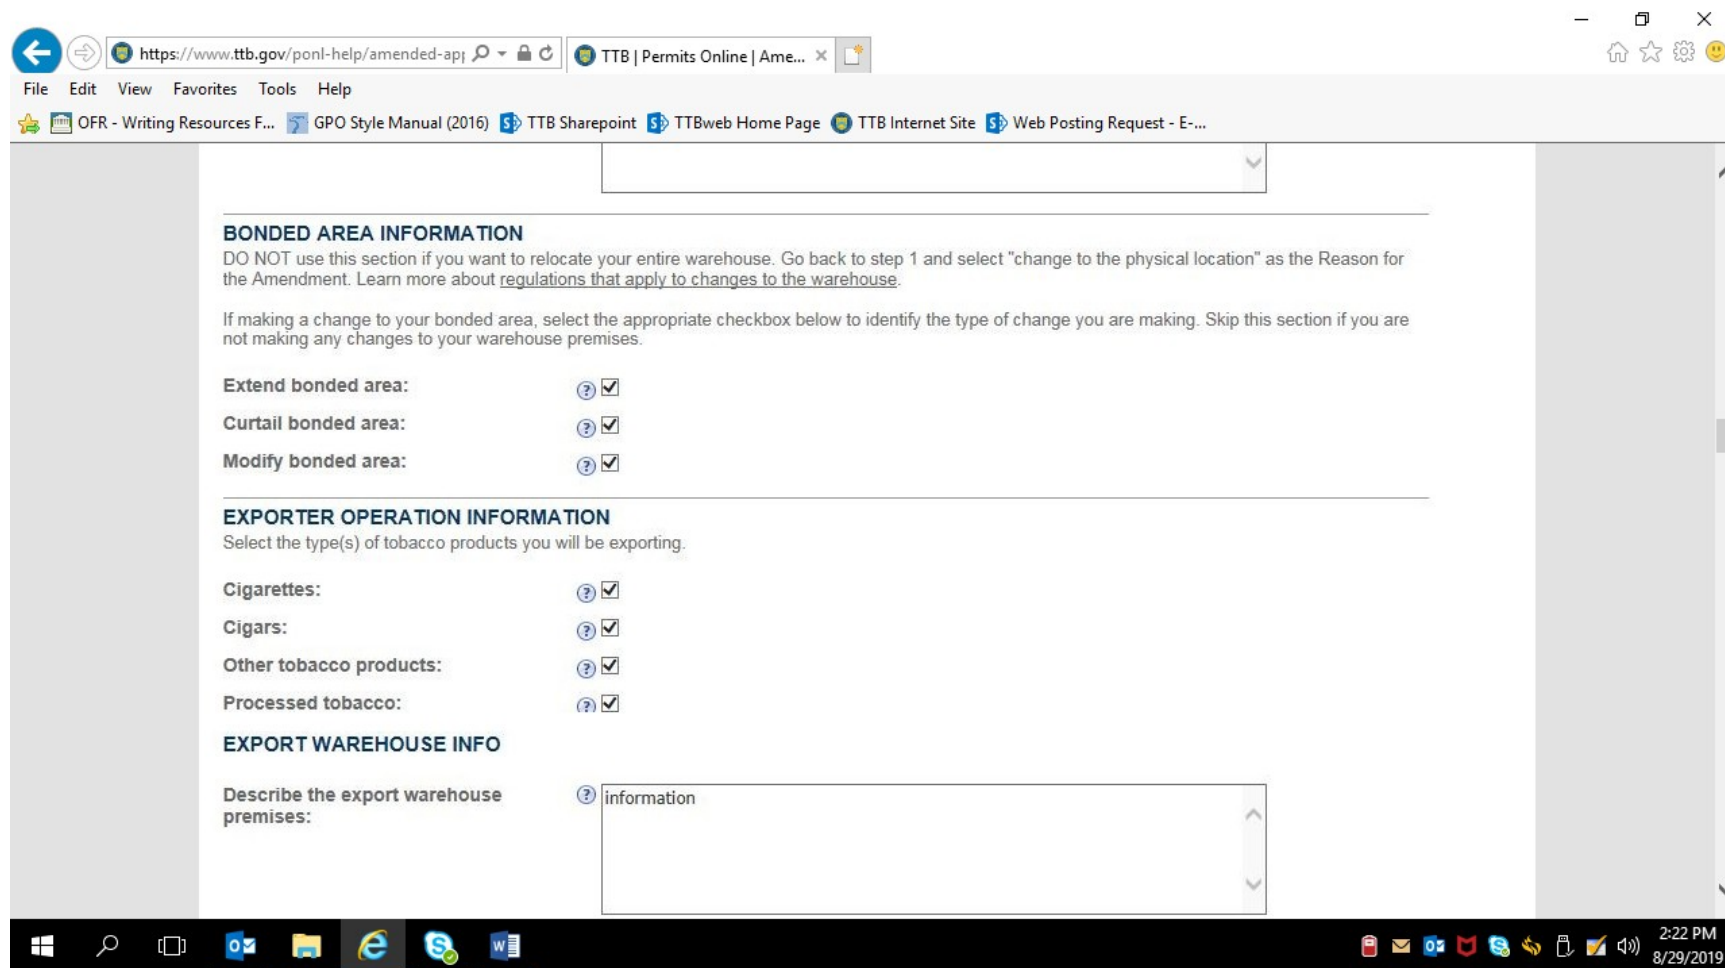 https://www.ttb.gov/ponl-help/amended-app
TTB | Permits Online | Ame...
File Edit View Favorites Tools Help
OFR - Writing Resources F... GPO Style Manual (2016) TTB Sharepoint TTBweb Home Page TTB Internet Site Web Posting Request - E-...
BONDED AREA INFORMATION
DO NOT use this section if you want to relocate your entire warehouse. Go back to step 1 and select "change to the physical location" as the Reason for
the Amendment. Learn more about regulations that apply to changes to the warehouse.
If making a change to your bonded area, select the appropriate checkbox below to identify the type of change you are making. Skip this section if you are
not making any changes to your warehouse premises.
Extend bonded area:
Curtail bonded area:
Modify bonded area:
EXPORTER OPERATION INFORMATION
Select the type(s) of tobacco products you will be exporting.
Cigarettes:
Cigars:
Other tobacco products:
Processed tobacco:
EXPORT WAREHOUSE INFO
Describe the export warehouse
premises:
information
2:22 PM
8/29/2019